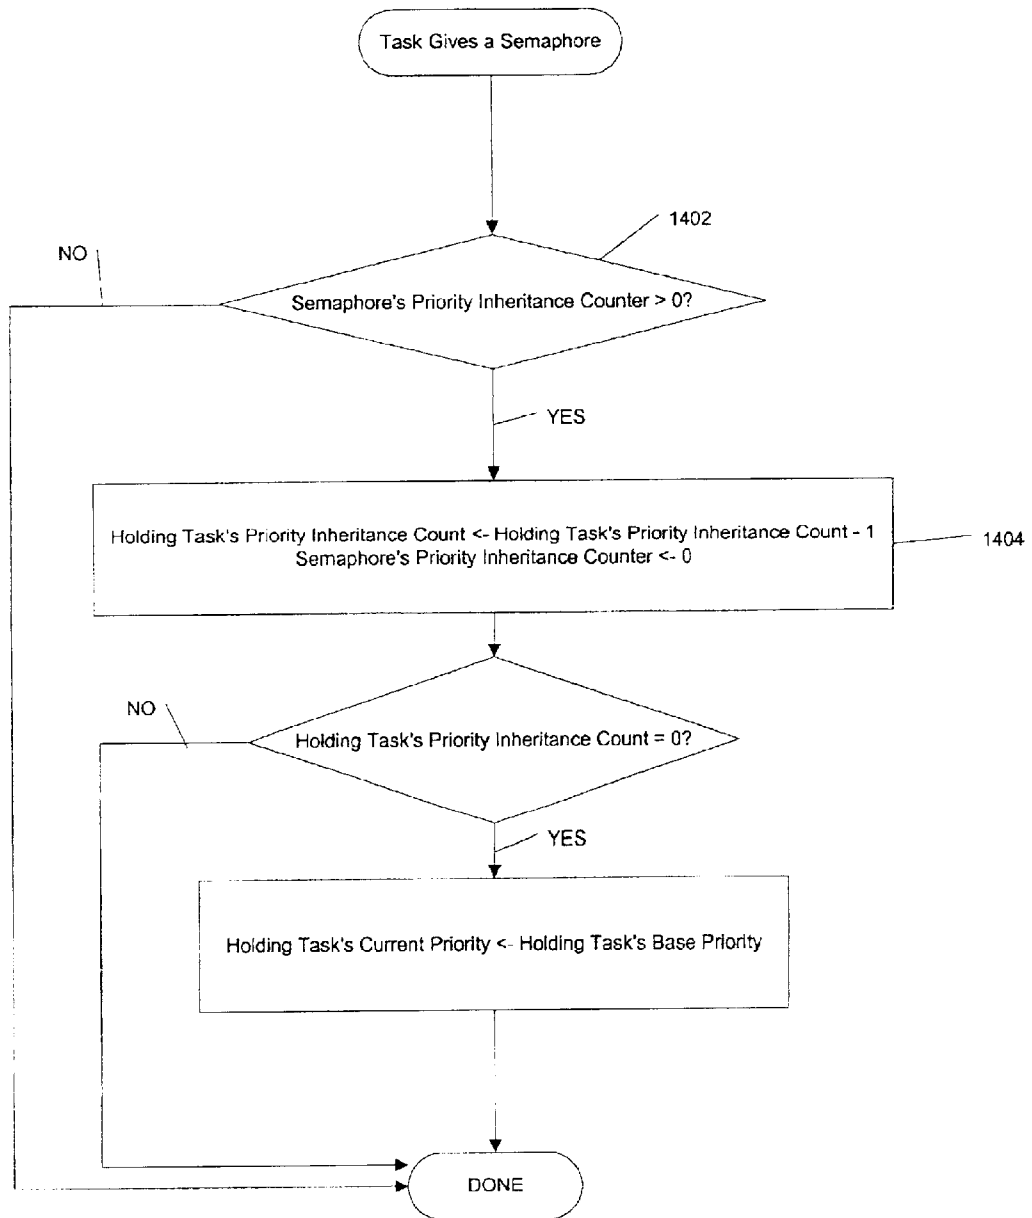 Task Gives a Semaphore
1402
NO
Semaphore's Priority Inheritance Counter > 0?
YES
Holding Task's Priority Inheritance Count <- Holding Task's Priority Inheritance Count - 1
Semaphore's Priority Inheritance Counter <- 0
1404
NO
Holding Task's Priority Inheritance Count = 0?
YES
Holding Task's Current Priority <- Holding Task's Base Priority
DONE